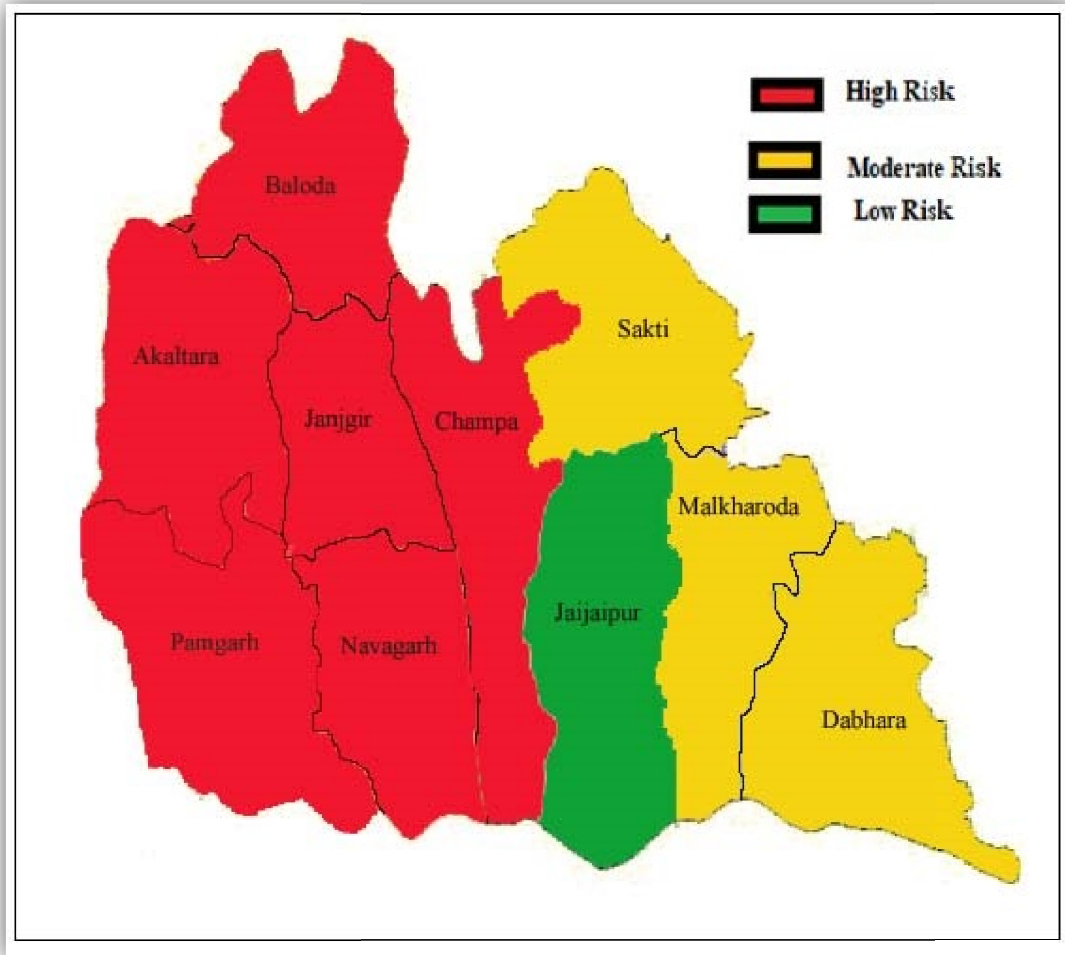 High Risk
Moderate Risk
Low Risk
Baloda
Sakti
Akaltara
Janjgir
Champa
Malkharoda
Jaijaipur
Pamgarh
Navagarh
Dabhara